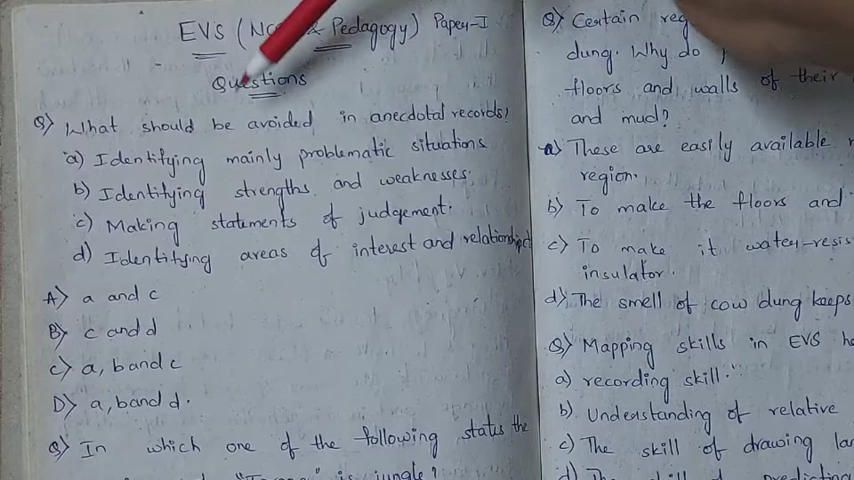 EVS ( & Pedagogy) Paper-I
Questions
Q) What should be avoided in anecdotal records?
a) Identifying mainly problematic situations
b) Identifying strengths and weaknesses.
c) Making statements of judgement.
d) Identifying areas of interest and relationship
A) a and c
B) c and d
C) a, b and c
D) a, b and d.
Q) In which one of the following states the
is jungle?
Q) Certain
dung. Why do
floors and walls of their
and mud?
a) These are easily available
region.
b) To make the floors and
c) To make it water-resis
insulator.
d) The smell of cow dung keeps
Q) Mapping skills in EVS
a) recording skill.
b) Understanding of relative
c) The skill of drawing
d) The skill